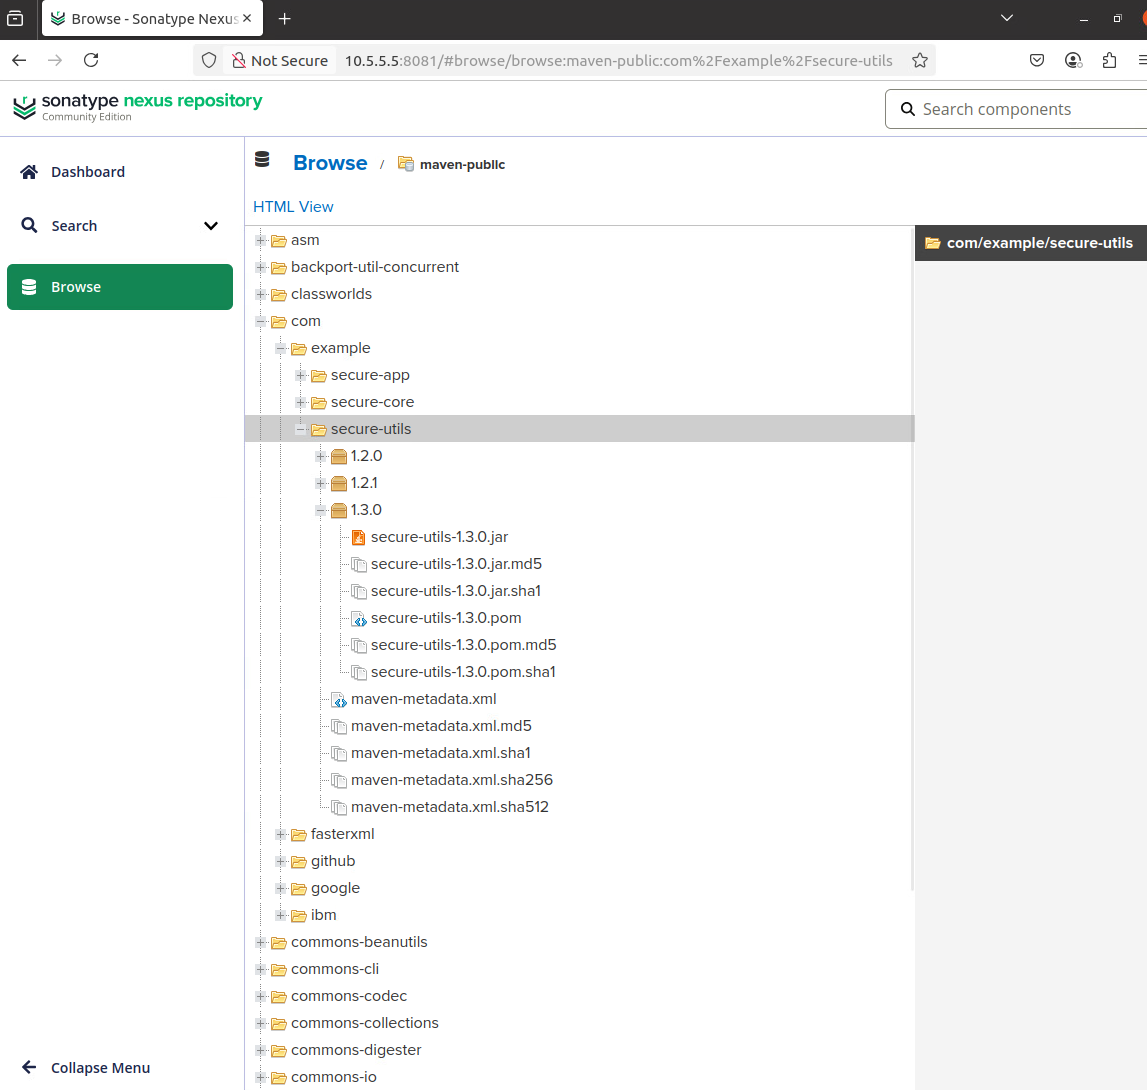 Browse - Sonatype Nexus
Not Secure 10.5.5.5:8081/#browse/browse:maven-public:com%2Fexample%2Fsecure-utils
sonatype nexus repository
Community Edition
Search components
Dashboard
Search
Browse
Collapse Menu
Browse / maven-public
HTML View
asm
backport-util-concurrent
classworlds
com
example
secure-app
secure-core
secure-utils
1.2.0
1.2.1
1.3.0
secure-utils-1.3.0.jar
secure-utils-1.3.0.jar.md5
secure-utils-1.3.0.jar.sha1
secure-utils-1.3.0.pom
secure-utils-1.3.0.pom.md5
secure-utils-1.3.0.pom.sha1
maven-metadata.xml
maven-metadata.xml.md5
maven-metadata.xml.sha1
maven-metadata.xml.sha256
maven-metadata.xml.sha512
fasterxml
github
google
ibm
commons-beanutils
commons-cli
commons-codec
commons-collections
commons-digester
commons-io
com/example/secure-utils